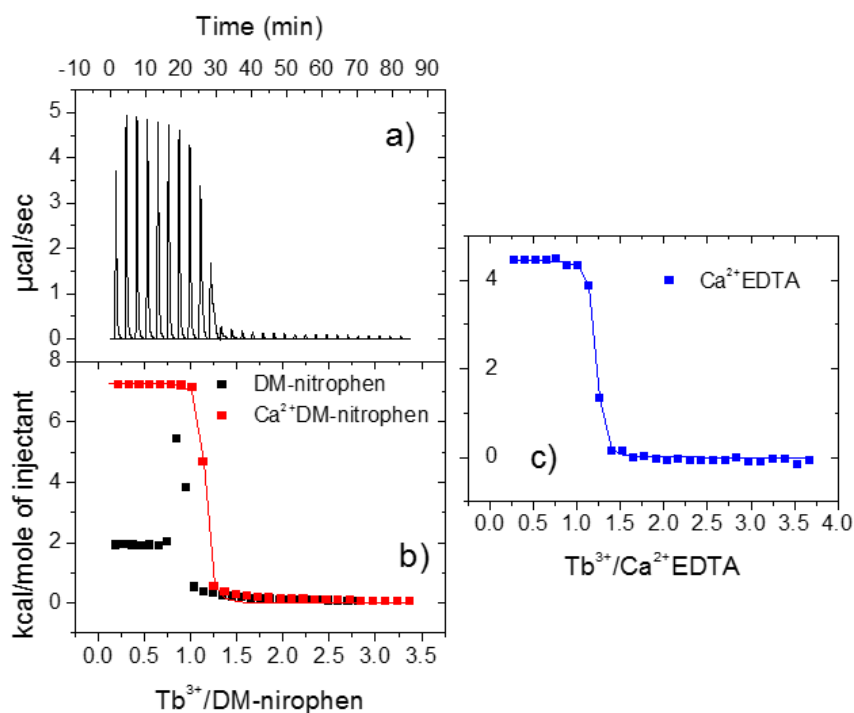 Time (min)
-10 0 10 20 30 40 50 60 70 80 90
5
4
3
2
1
0
µcal/sec
a)
8
6
4
2
0
kcal/mole of injectant
DM-nitrophen
Ca²⁺DM-nitrophen
b)
0.0 0.5 1.0 1.5 2.0 2.5 3.0 3.5
Tb³⁺/DM-nirophen
4
4
0
Ca²⁺EDTA
c)
0.0 0.5 1.0 1.5 2.0 2.5 3.0 3.5 4.0
Tb³⁺/Ca²⁺EDTA